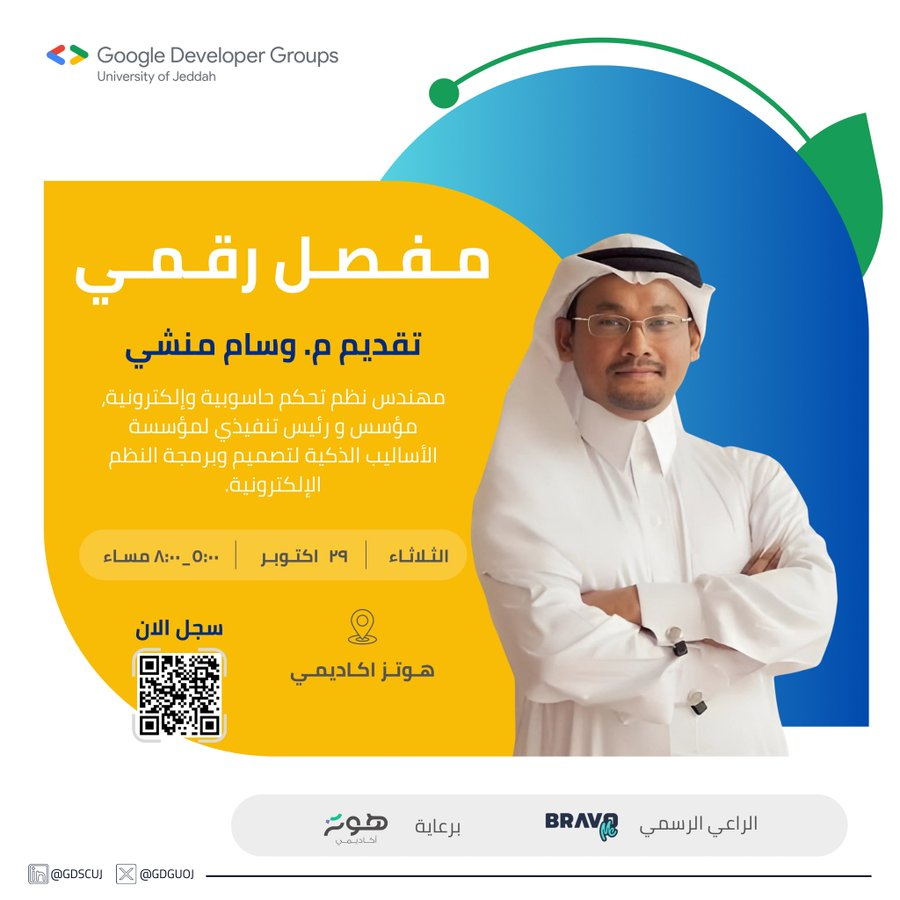 Google Developer Groups
University of Jeddah
مفصل رقمي
تقديم م. وسام منشي
مهندس نظم تحكم حاسوبية وإلكترونية,
مؤسس و رئيس تنفيذي لمؤسسة
الأساليب الذكية لتصميم وبرمجة النظم
الإلكترونية.
الثلاثاء | ٢٩ اكتوبر | ٥:٠٠_٨:٠٠ مساء
سجل الان
هوتز اكاديمي
الراعي الرسمي BRAVO Me
برعاية هوتز أكاديمي
@GDSCUJ @GDGUOJ